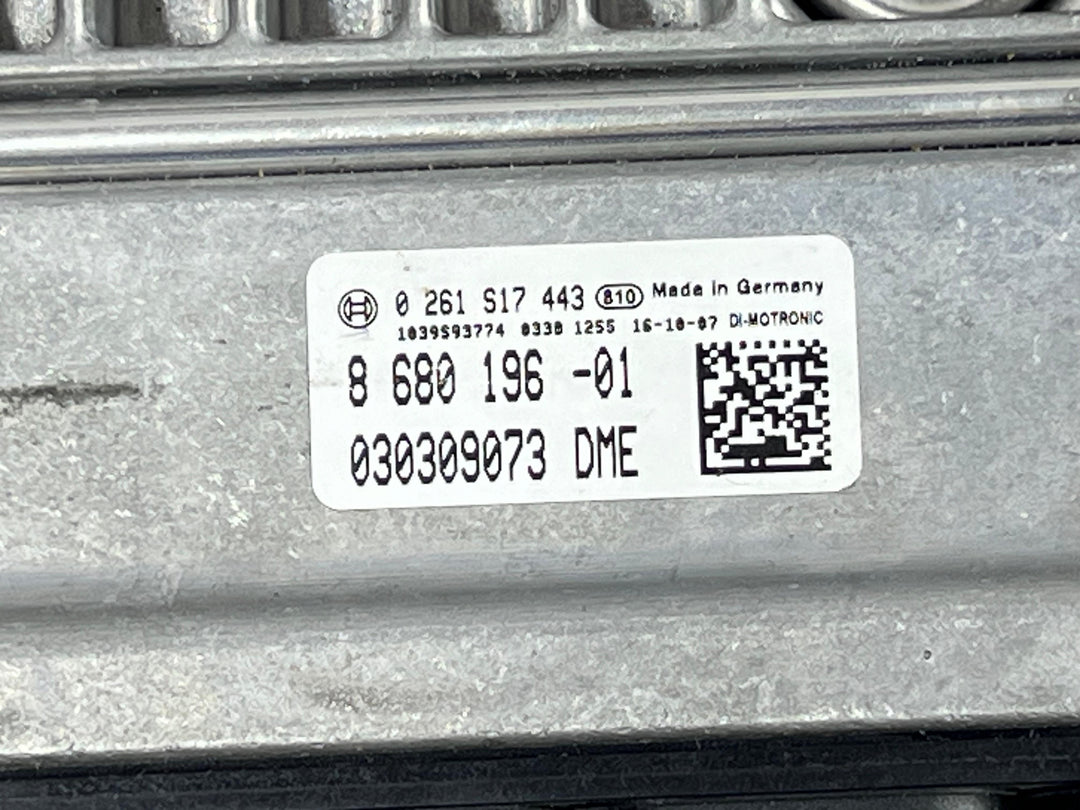 0 261 S17 443 810 Made in Germany
1039S93774 0330 1255 16-10-07 DI-MOTRONIC
8 680 196 -01
030309073 DME